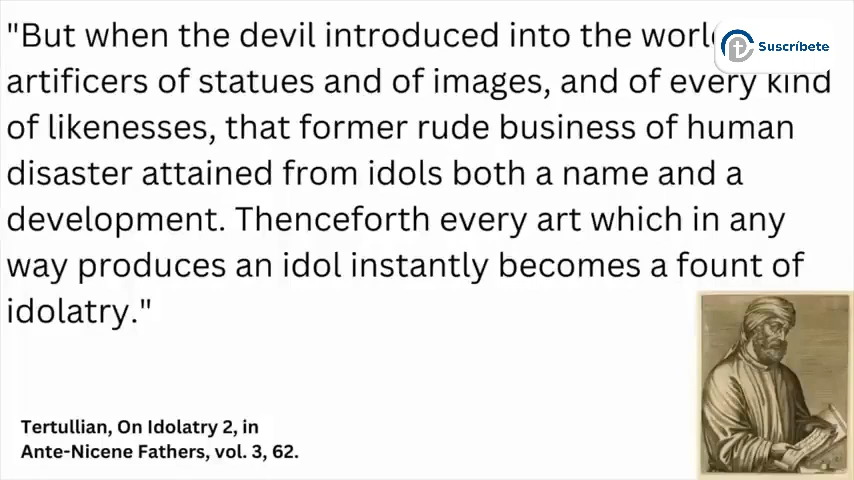 "But when the devil introduced into the
artificers of statues and of images, and of every kind
of likenesses, that former rude business of human
disaster attained from idols both a name and a
development. Thenceforth every art which in any
way produces an idol instantly becomes a fount of
idolatry."
Tertullian, On Idolatry 2, in
Ante-Nicene Fathers, vol. 3, 62.
t Suscríbete